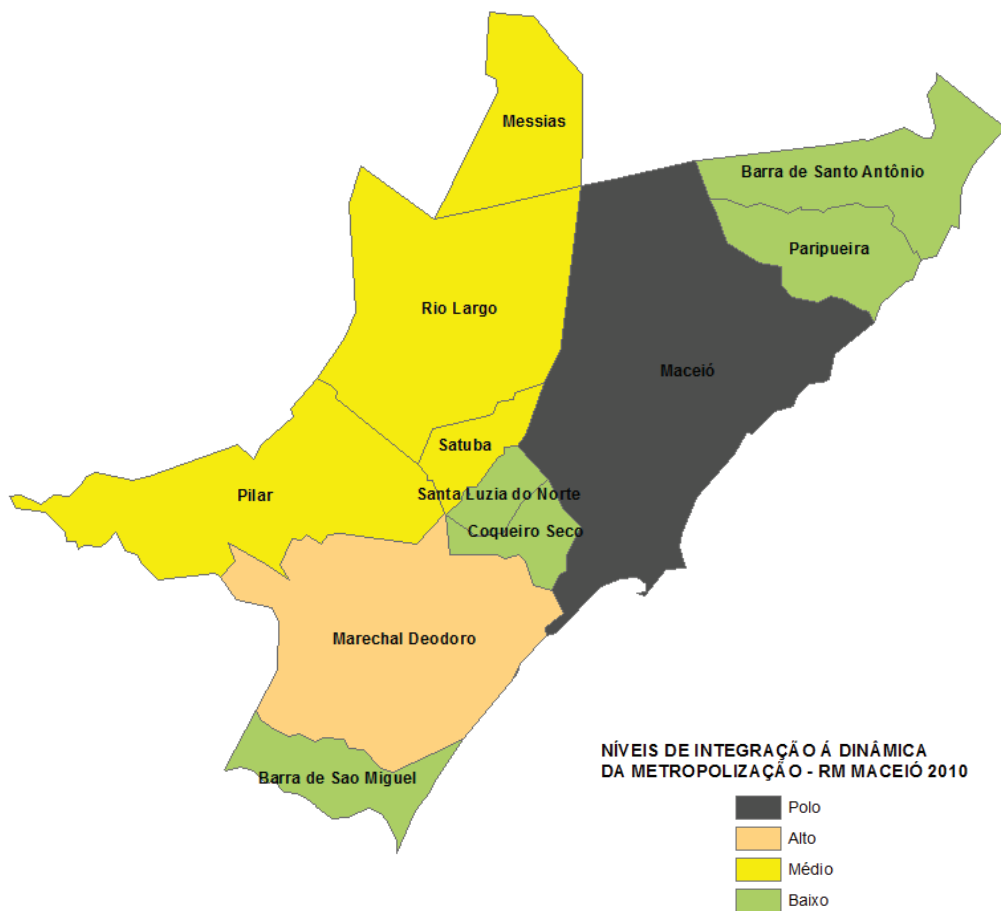 Messias
Barra de Santo Antônio
Paripueira
Rio Largo
Maceió
Satuba
Pilar
Santa Luzia do Norte
Coqueiro Seco
Marechal Deodoro
Barra de Sao Miguel
NÍVEIS DE INTEGRAÇÃO Á DINÂMICA
DA METROPOLIZAÇÃO - RM MACEIÓ 2010
Polo
Alto
Médio
Baixo